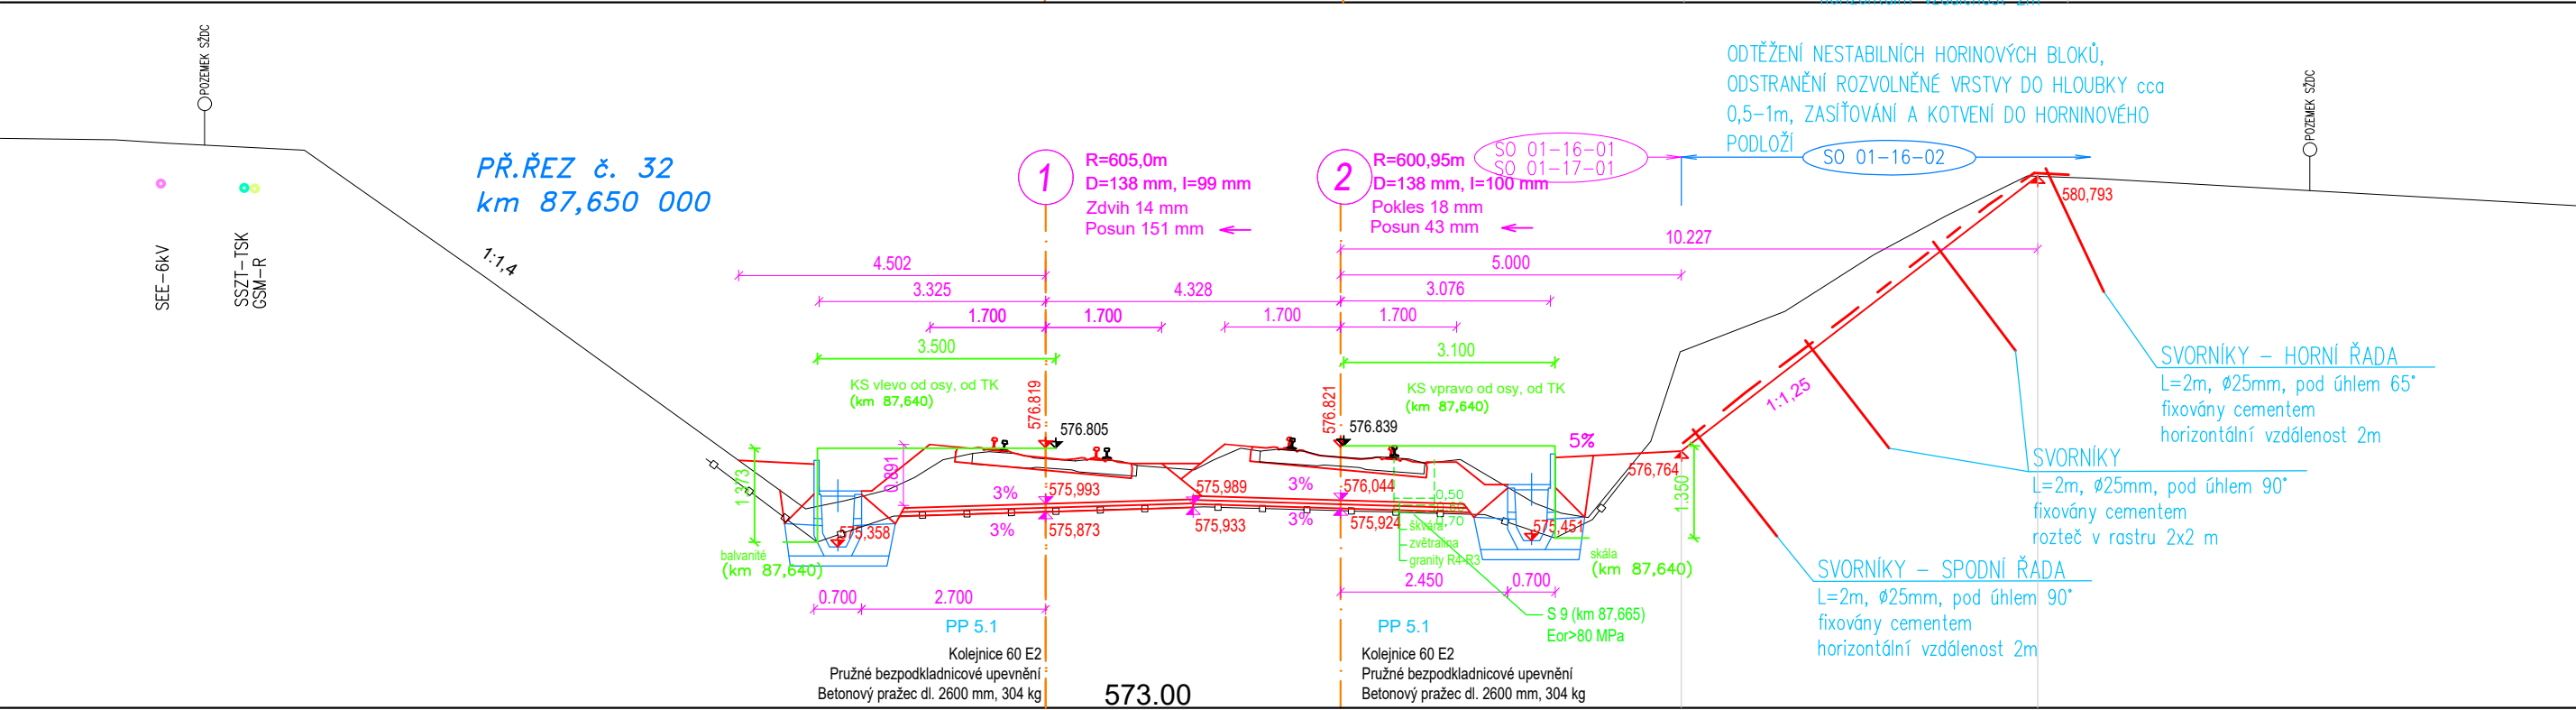 POZEMEK SŽDC
SEE-6kV
SSZT-TSK
GSM-R
PŘ.ŘEZ č. 32
km 87,650 000
1:1,4
1
R=605,0m
D=138 mm, I=99 mm
Zdvih 14 mm
Posun 151 mm
2
R=600,95m
D=138 mm, I=100 mm
Pokles 18 mm
Posun 43 mm
SO 01-16-01
SO 01-17-01
ODTĚŽENÍ NESTABILNÍCH HORINOVÝCH BLOKŮ,
ODSTRANĚNÍ ROZVOLNĚNÉ VRSTVY DO HLOUBKY cca
0,5-1m, ZASÍŤOVÁNÍ A KOTVENÍ DO HORNINOVÉHO
PODLOŽÍ
SO 01-16-02
POZEMEK SŽDC
580,793
10.227
4.502
5.000
3.325
4.328
3.076
1.700
1.700
1.700
1.700
3.500
3.100
KS vlevo od osy, od TK
(km 87,640)
576.819
576.805
576.821
576.839
KS vpravo od osy, od TK
(km 87,640)
5%
1:1,25
576,764
1.350
1.373
0.891
3%
575,993
575,989
3%
576,044
0,50
0,70
575,358
3%
575,873
575,933
3%
575,924
škvára
zvětralina
granity R4-R3
575,451
balvanité
(km 87,640)
skála
(km 87,640)
0.700
2.700
2.450
0.700
S 9 (km 87,665)
Eor>80 MPa
PP 5.1
Kolejnice 60 E2
Pružné bezpodkladnicové upevnění
Betonový pražec dl. 2600 mm, 304 kg
573.00
PP 5.1
Kolejnice 60 E2
Pružné bezpodkladnicové upevnění
Betonový pražec dl. 2600 mm, 304 kg
SVORNÍKY - HORNÍ ŘADA
L=2m, Ø25mm, pod úhlem 65°
fixovány cementem
horizontální vzdálenost 2m
SVORNÍKY
L=2m, Ø25mm, pod úhlem 90°
fixovány cementem
rozteč v rastru 2x2 m
SVORNÍKY - SPODNÍ ŘADA
L=2m, Ø25mm, pod úhlem 90°
fixovány cementem
horizontální vzdálenost 2m